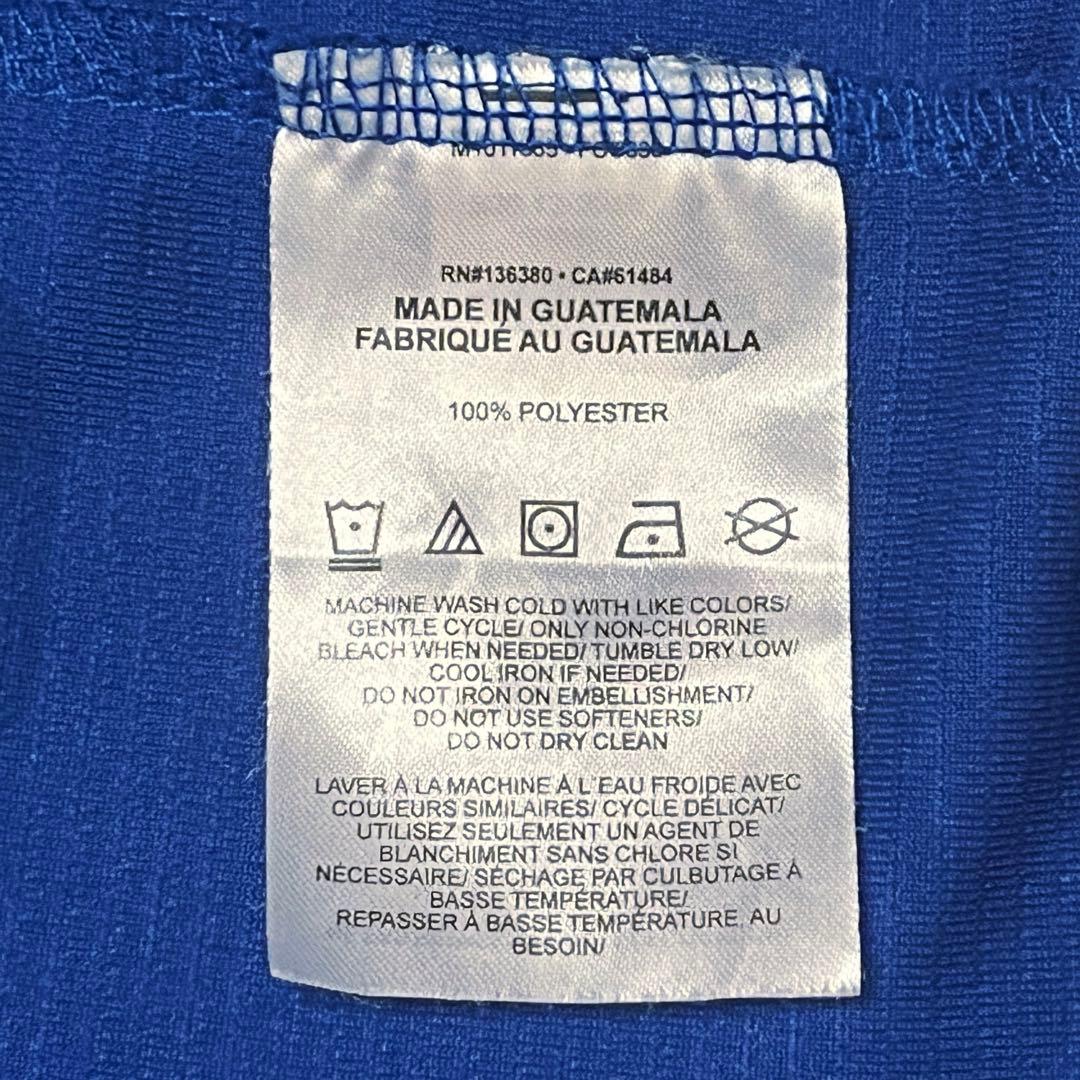 RN#136380 • CA#61484
MADE IN GUATEMALA
FABRIQUÉ AU GUATEMALA
100% POLYESTER
MACHINE WASH COLD WITH LIKE COLORS/
GENTLE CYCLE/ ONLY NON-CHLORINE
BLEACH WHEN NEEDED/ TUMBLE DRY LOW/
COOL IRON IF NEEDED/
DO NOT IRON ON EMBELLISHMENT/
DO NOT USE SOFTENERS/
DO NOT DRY CLEAN
LAVER À LA MACHINE À L'EAU FROIDE AVEC
COULEURS SIMILAIRES/ CYCLE DÉLICAT/
UTILISEZ SEULEMENT UN AGENT DE
BLANCHIMENT SANS CHLORE SI
NÉCESSAIRE/ SÉCHAGE PAR CULBUTAGE À
BASSE TEMPÉRATURE/
REPASSER À BASSE TEMPÉRATURE, AU
BESOIN/